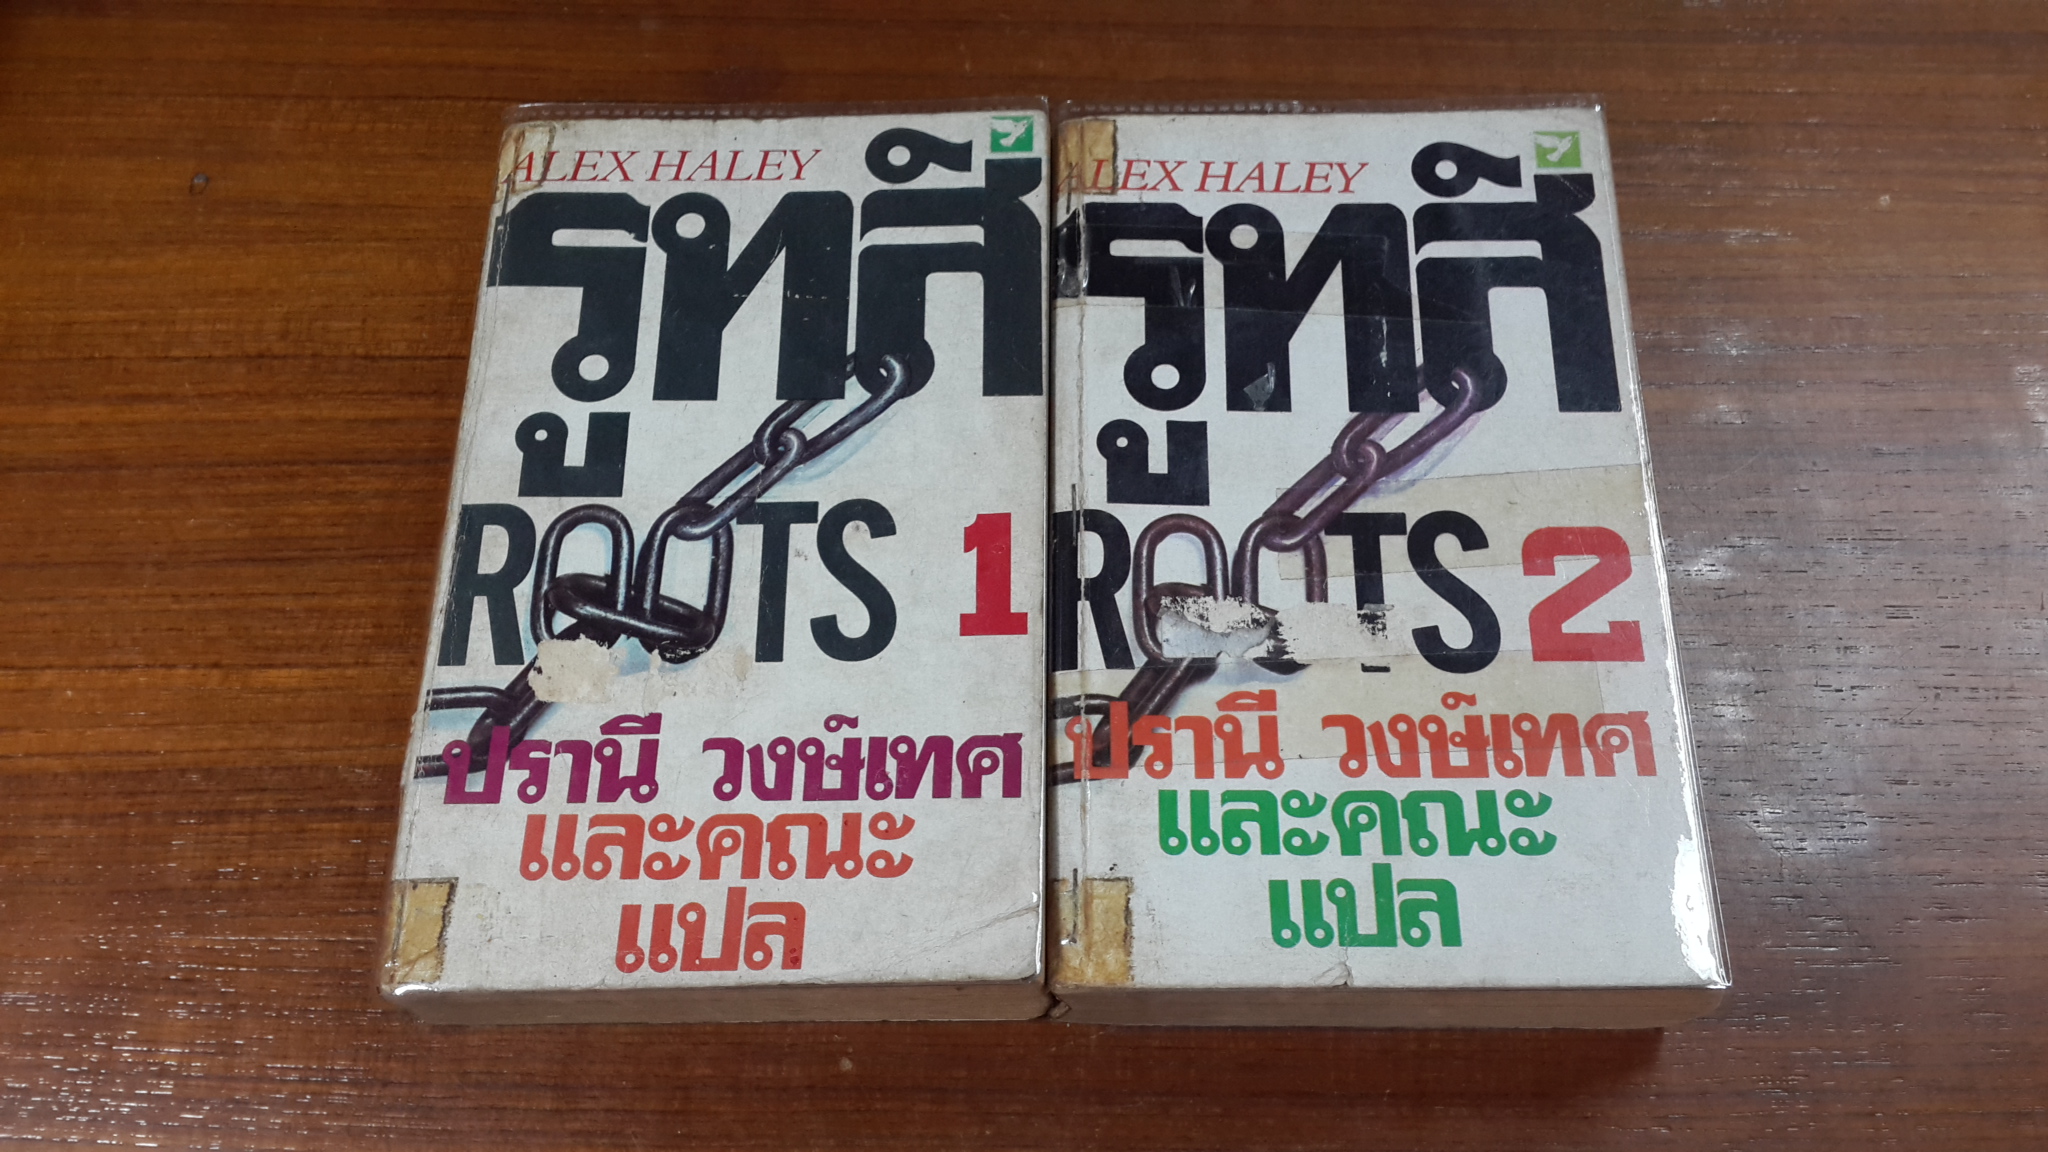 ALEX HALEY
รูทส์
ROOTS 1
ปรานี วงษ์เทศ
และคณะ
แปล
ALEX HALEY
รูทส์
ROOTS 2
ปรานี วงษ์เทศ
และคณะ
แปล